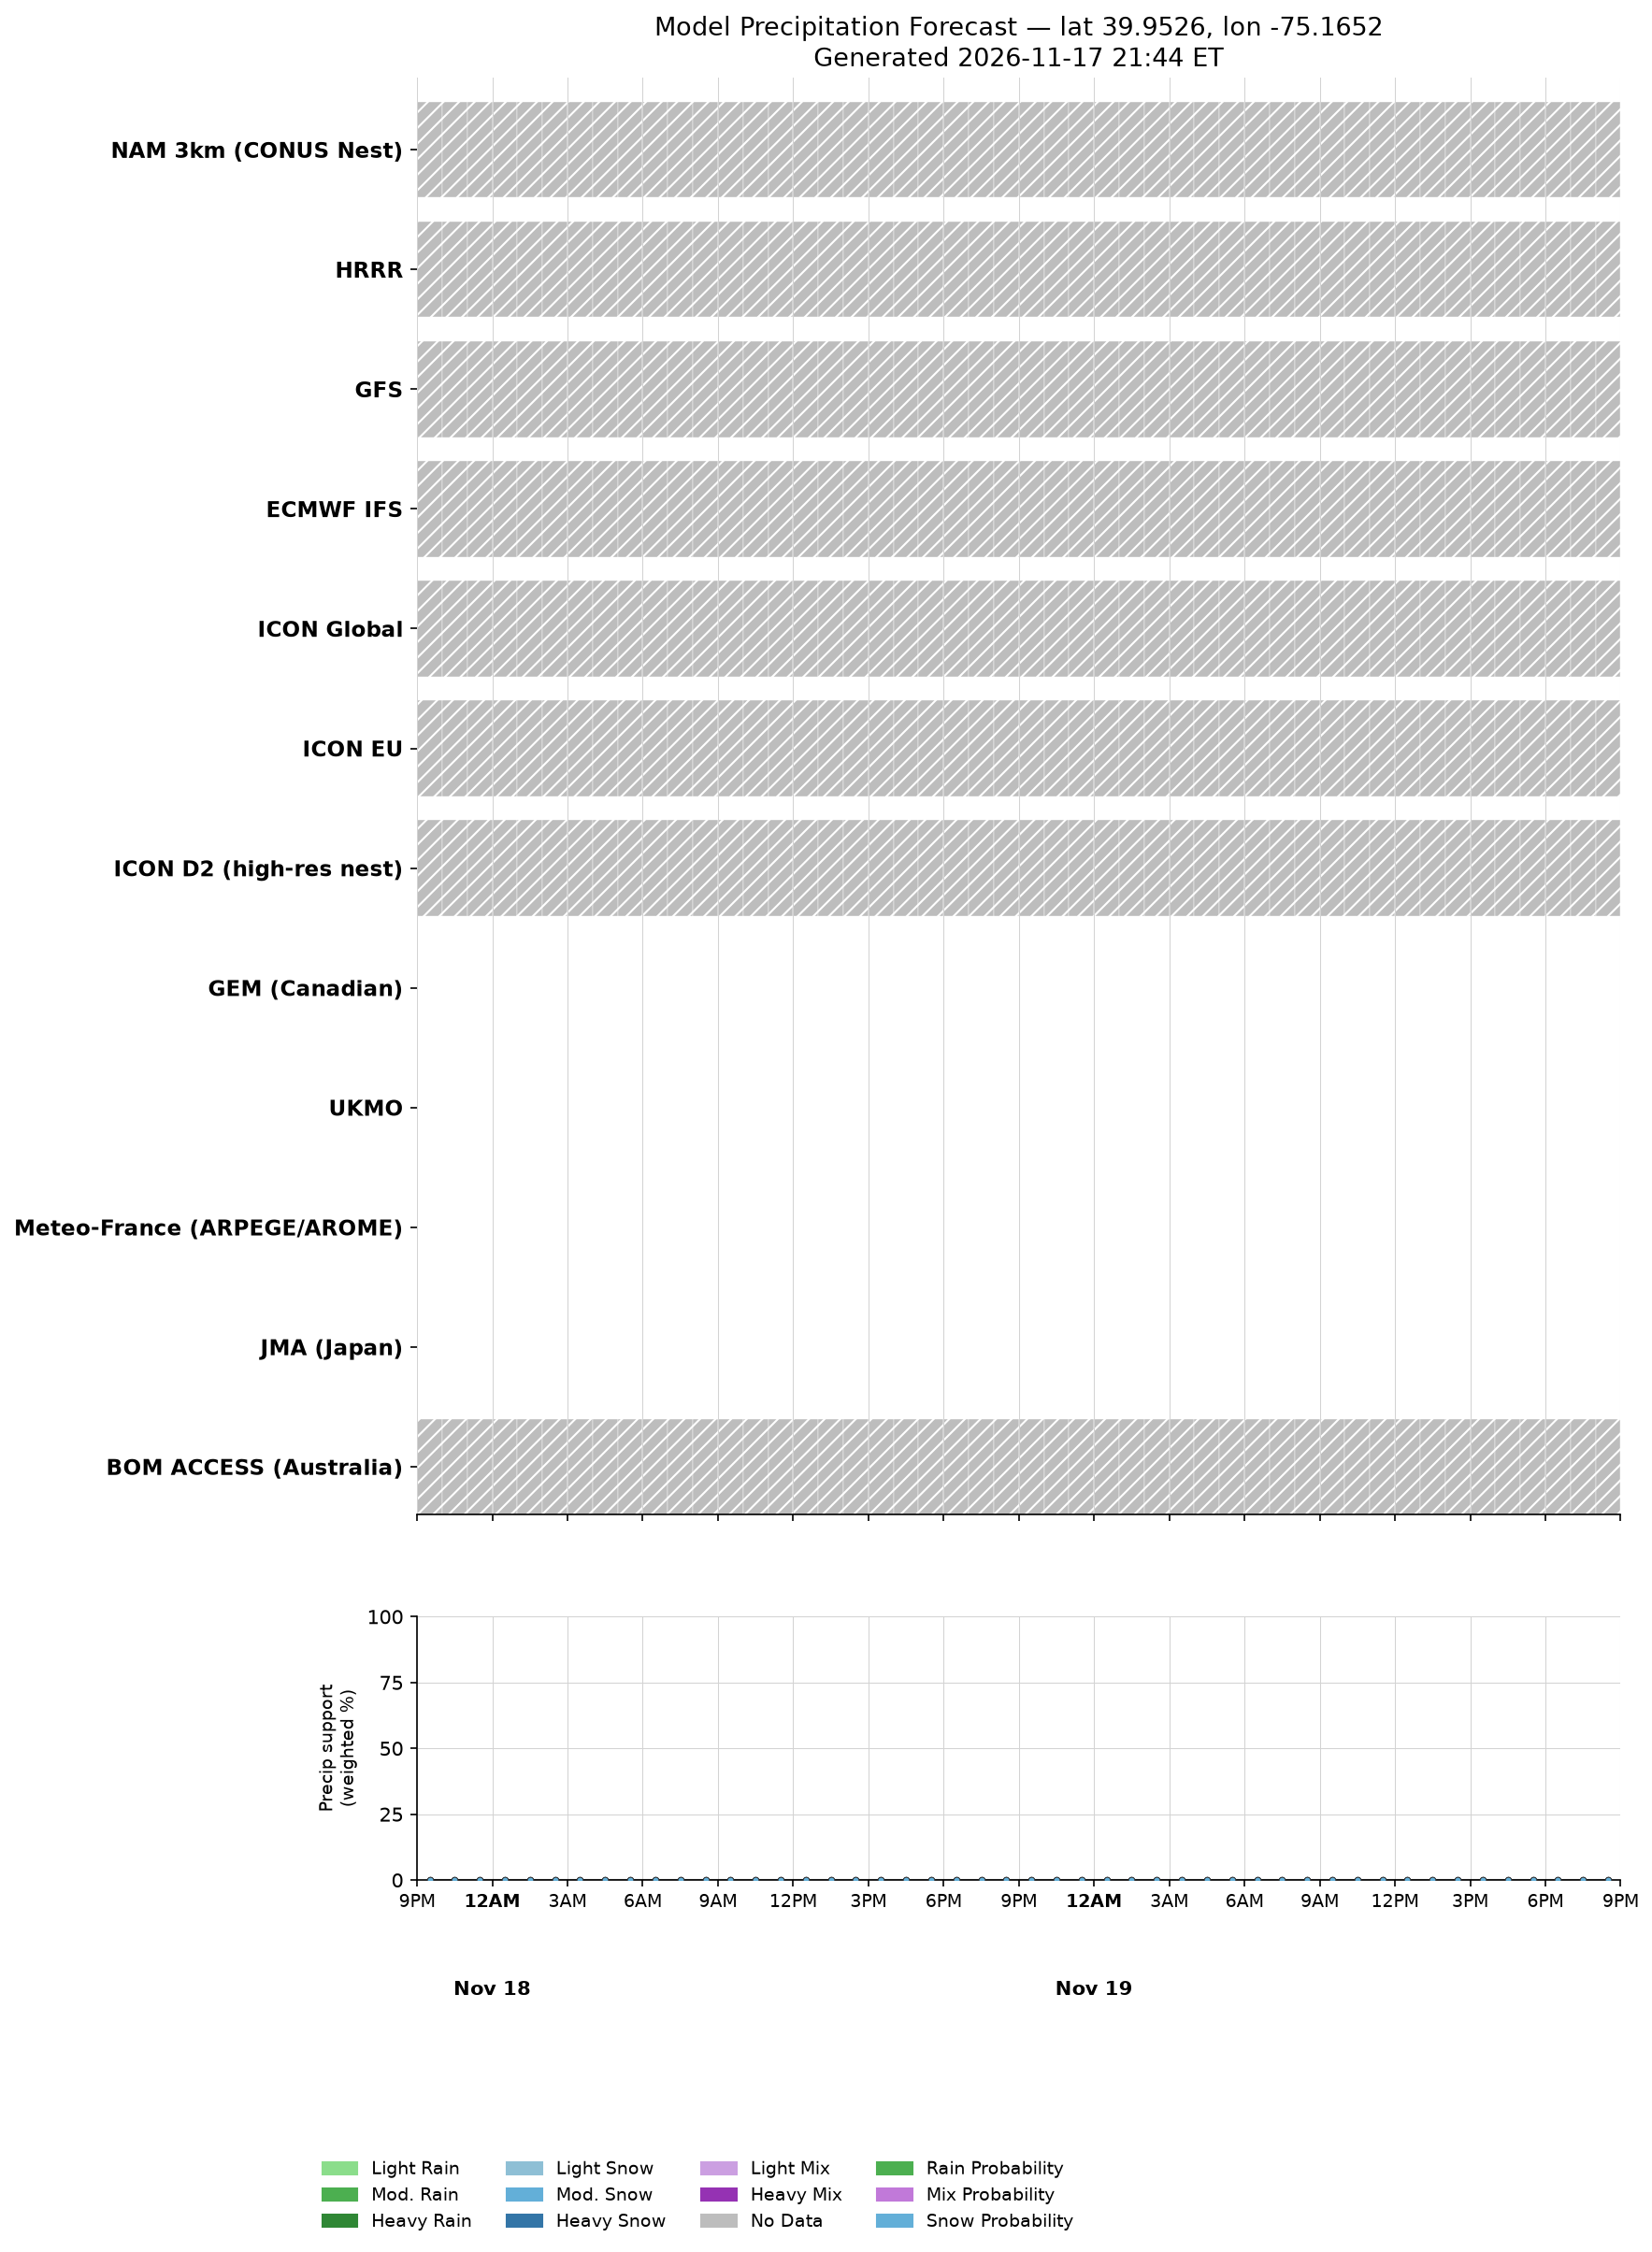 Model Precipitation Forecast — lat 39.9526, lon -75.1652
Generated 2026-11-17 21:44 ET
NAM 3km (CONUS Nest)
HRRR
GFS
ECMWF IFS
ICON Global
ICON EU
ICON D2 (high-res nest)
GEM (Canadian)
UKMO
Meteo-France (ARPEGE/AROME)
JMA (Japan)
BOM ACCESS (Australia)
Precip support
(weighted %)
100
75
50
25
0
9PM 12AM 3AM 6AM 9AM 12PM 3PM 6PM 9PM 12AM 3AM 6AM 9AM 12PM 3PM 6PM 9PM
Nov 18 Nov 19
Light Rain Light Snow Light Mix Rain Probability
Mod. Rain Mod. Snow Heavy Mix Mix Probability
Heavy Rain Heavy Snow No Data Snow Probability